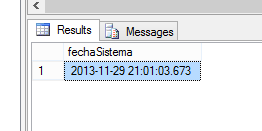 Results Messages
fechaSistema
1 2013-11-29 21:01:03.673